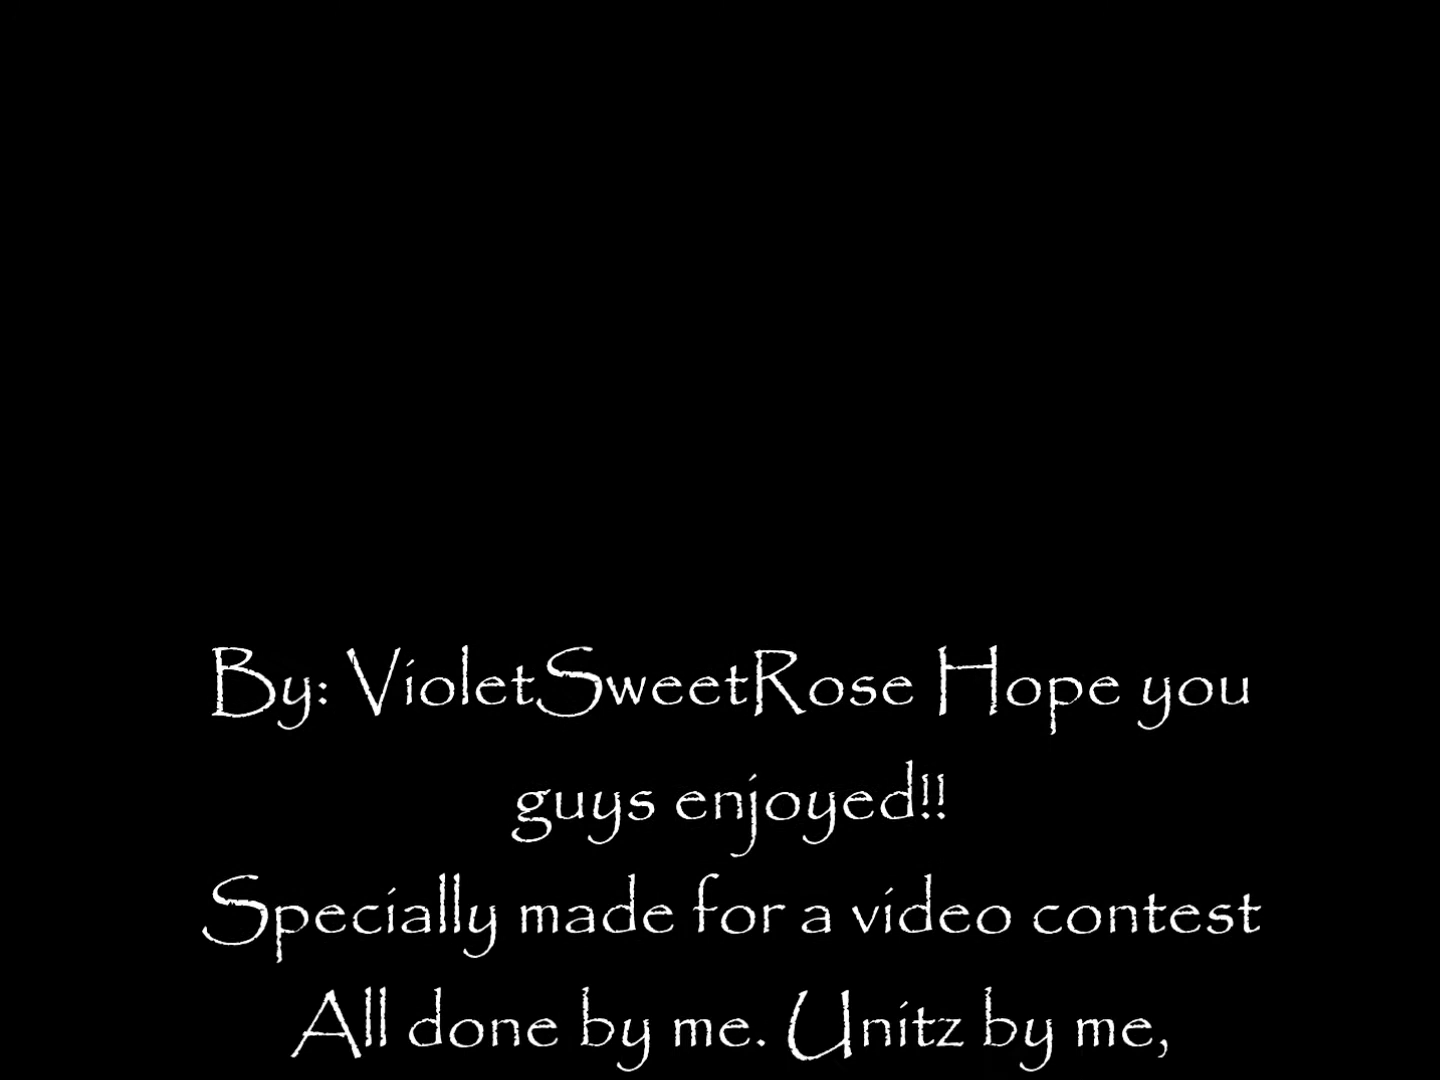 By: VioletSweetRose Hope you
guys enjoyed!!
Specially made for a video contest
All done by me. Unitz by me,